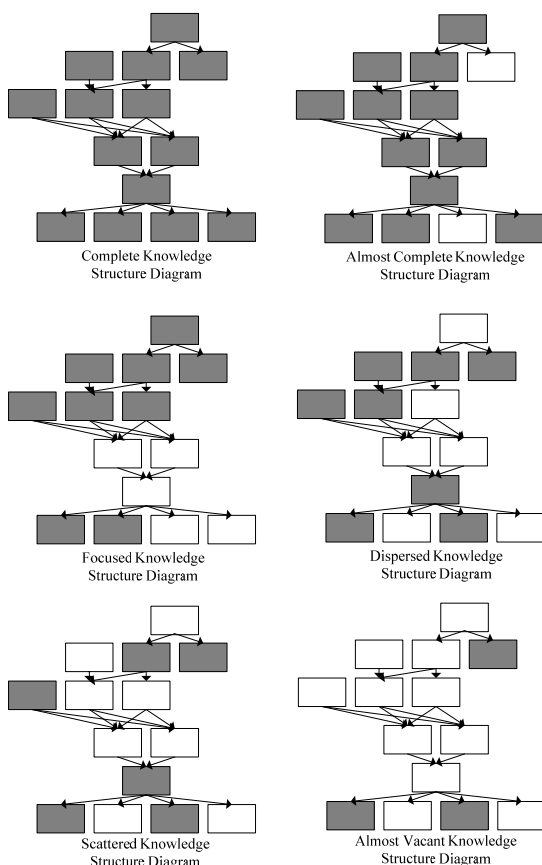 Complete Knowledge
Structure Diagram
Almost Complete Knowledge
Structure Diagram
Focused Knowledge
Structure Diagram
Dispersed Knowledge
Structure Diagram
Scattered Knowledge
Structure Diagram
Almost Vacant Knowledge
Structure Diagram